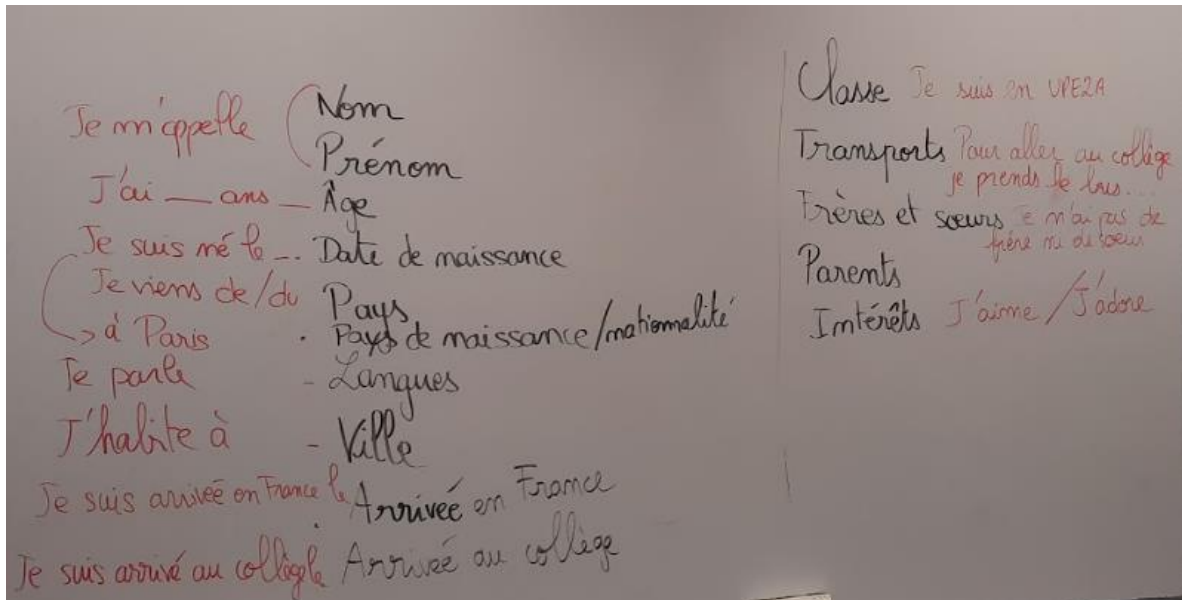 Je m'appelle Nom
Prénom
J'ai — ans — Âge
Je suis né le ... Date de naissance
Je viens de/du Pays
-> à Paris . Pays de naissance/nationnalité
Je parle - Langues
J'habite à - Ville
Je suis arrivée en France le Arrivée en France
Je suis arrivé au collège le Arrivée au collège
Classe Je suis en UPE2A
Transports Pour aller au collège
je prends le bus....
Frères et sœurs Je n'ai pas de
frère ni de soeur
Parents
Intérêts J'aime / J'adore